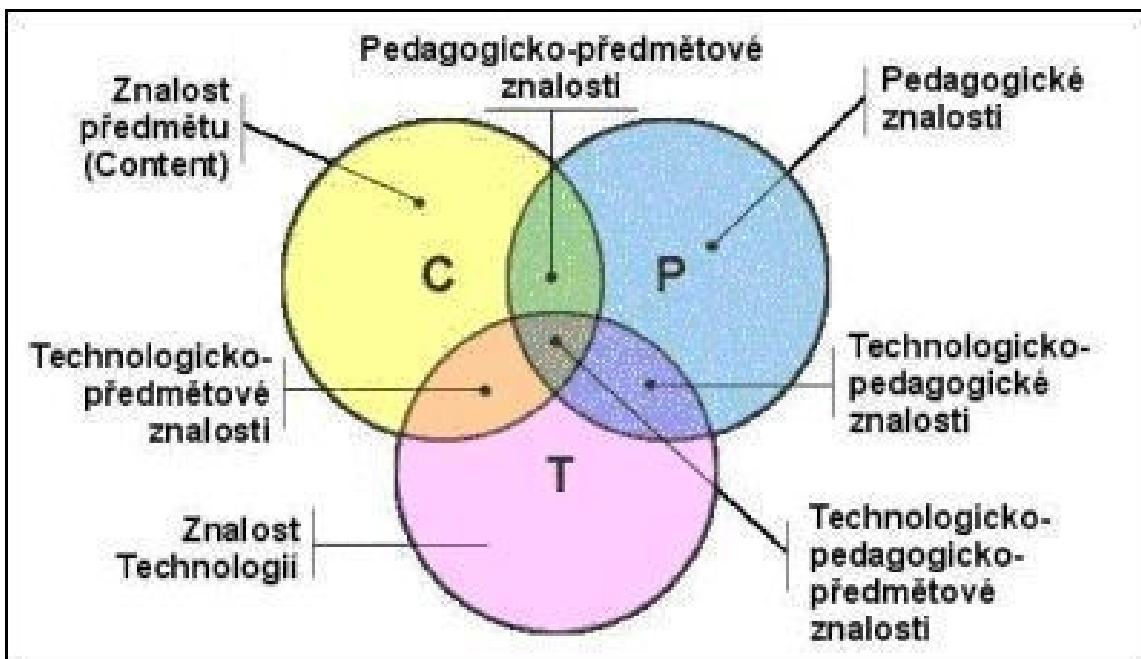 Pedagogicko-předmětové
znalosti
Znalost
předmětu
(Content)
Pedagogické
znalosti
C
P
Technologicko-
předmětové
znalosti
Technologicko-
pedagogické
znalosti
T
Znalost
Technologií
Technologicko-
pedagogicko-
předmětové
znalosti